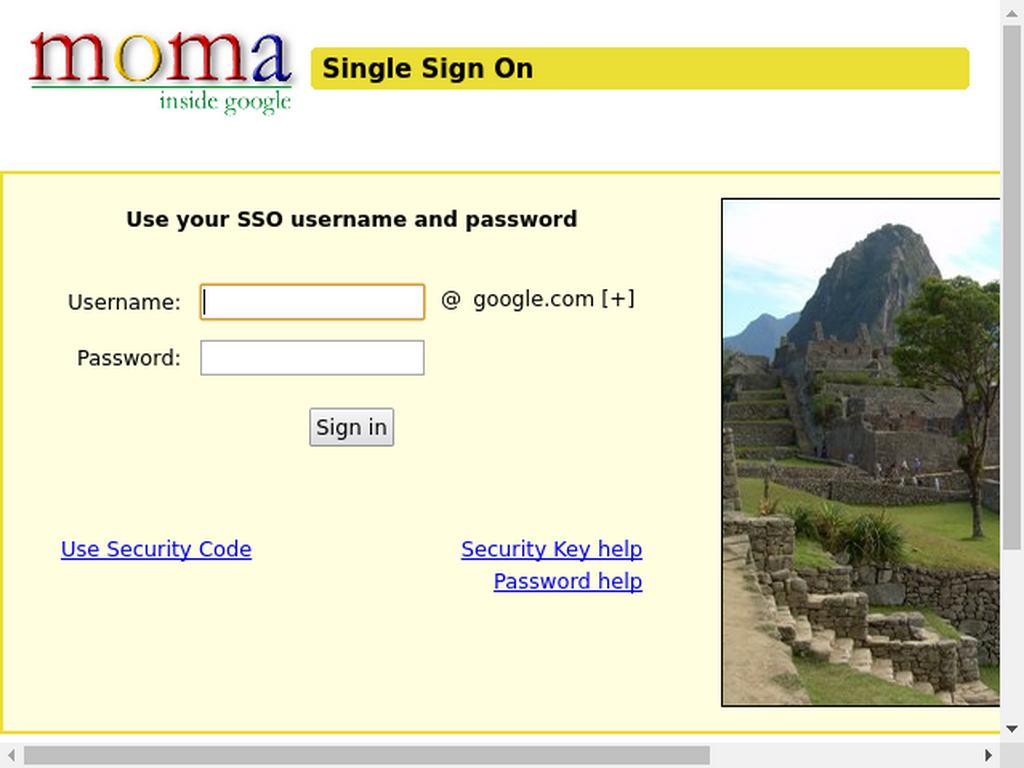 moma
inside google
Single Sign On
Use your SSO username and password
Username: @ google.com [+]
Password:
Sign in
Use Security Code
Security Key help
Password help